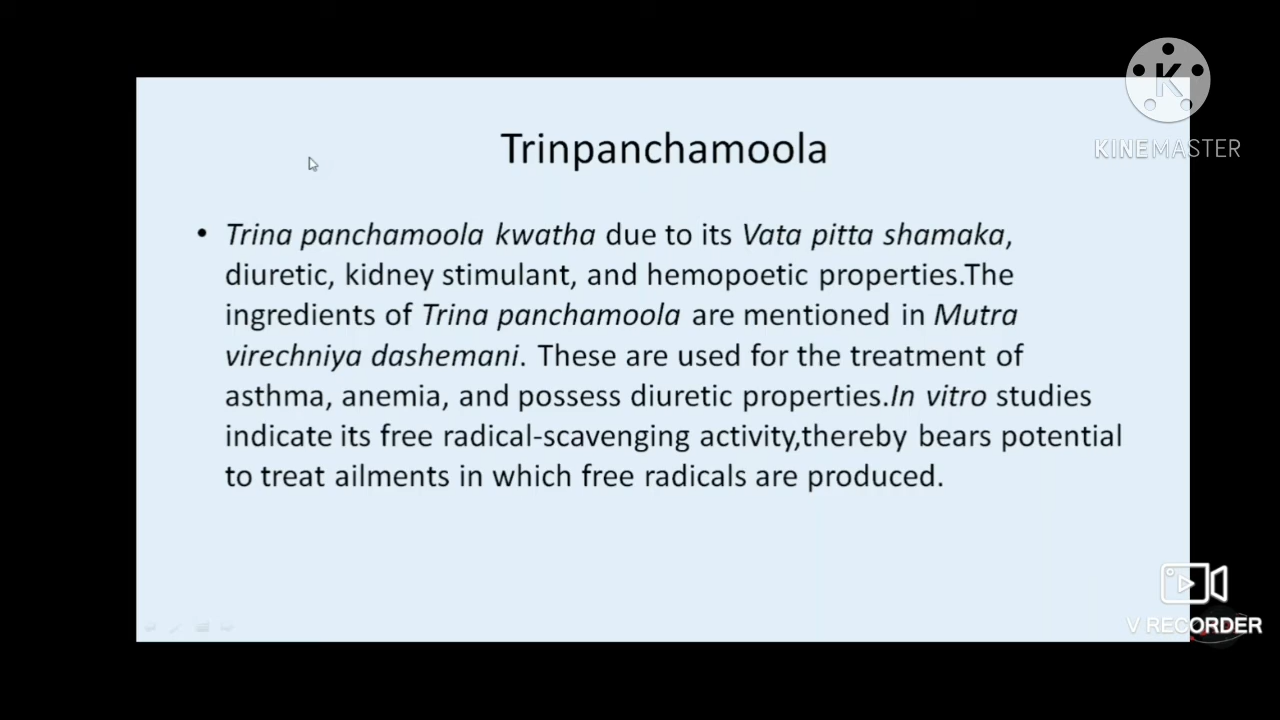 K
KINEMASTER
Trinpanchamoola
• Trina panchamoola kwatha due to its Vata pitta shamaka,
diuretic, kidney stimulant, and hemopoetic properties.The
ingredients of Trina panchamoola are mentioned in Mutra
virechniya dashemani. These are used for the treatment of
asthma, anemia, and possess diuretic properties.In vitro studies
indicate its free radical-scavenging activity,thereby bears potential
to treat ailments in which free radicals are produced.
V RECORDER